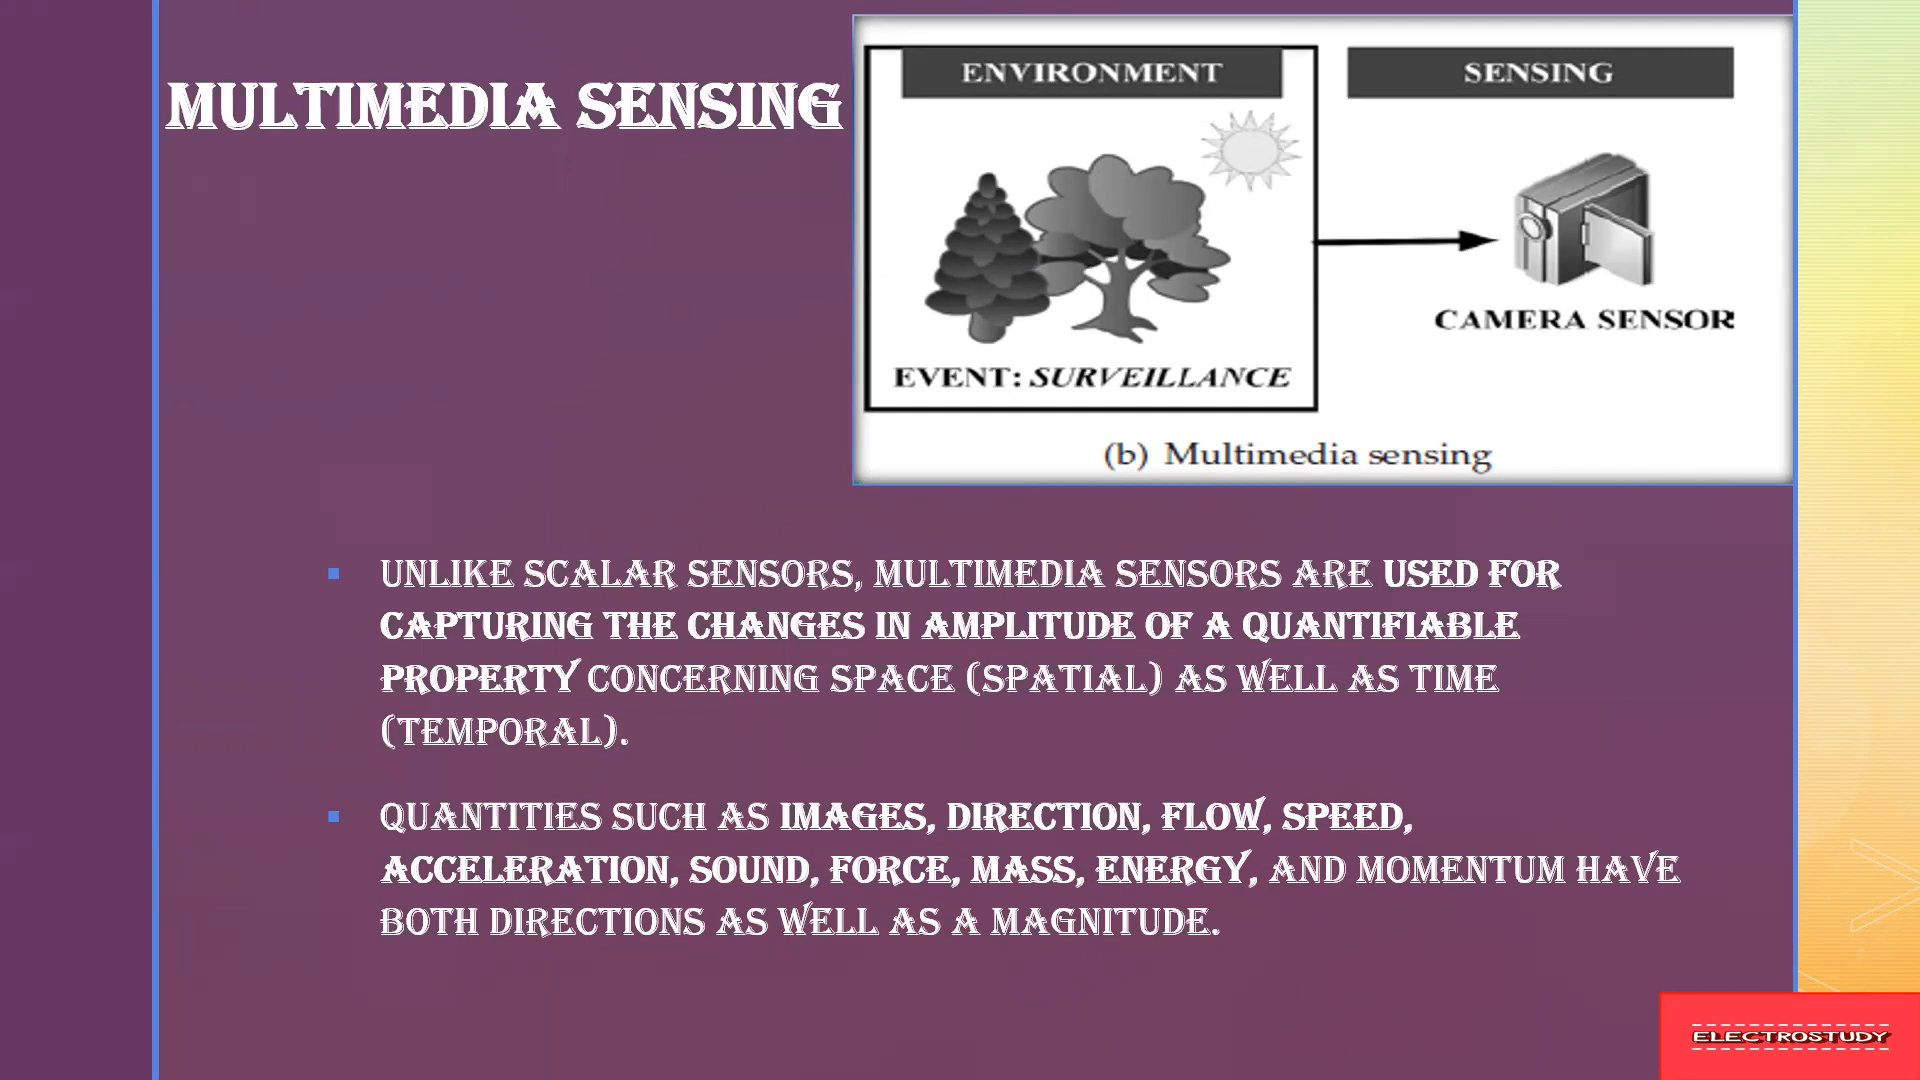 MULTIMEDIA SENSING
ENVIRONMENT
SENSING
CAMERA SENSOR
EVENT: SURVEILLANCE
(b) Multimedia sensing
UNLIKE SCALAR SENSORS, MULTIMEDIA SENSORS ARE USED FOR
CAPTURING THE CHANGES IN AMPLITUDE OF A QUANTIFIABLE
PROPERTY CONCERNING SPACE (SPATIAL) AS WELL AS TIME
(TEMPORAL).
QUANTITIES SUCH AS IMAGES, DIRECTION, FLOW, SPEED,
ACCELERATION, SOUND, FORCE, MASS, ENERGY, AND MOMENTUM HAVE
BOTH DIRECTIONS AS WELL AS A MAGNITUDE.
ELECTROSTUDY